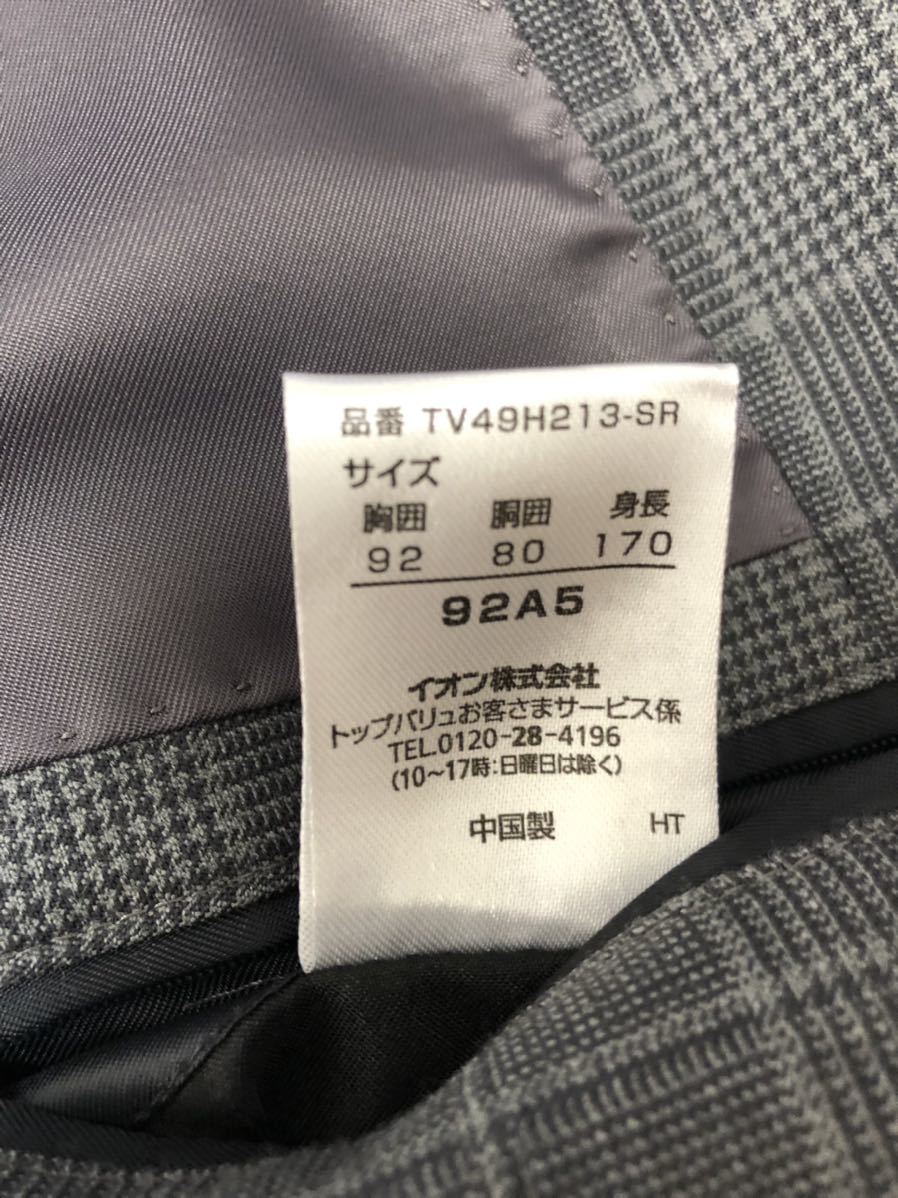 品番 TV49H213-SR
サイズ
胸囲 胴囲 身長
92 80 170
92A5
イオン株式会社
トップバリュお客さまサービス係
TEL.0120-28-4196
(10～17時:日曜日は除く)
中国製 HT